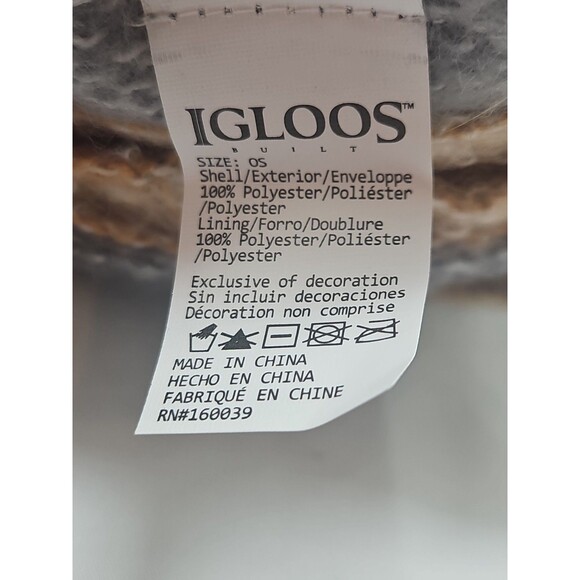 IGLOOS™
BUILT
SIZE: OS
Shell/Exterior/Enveloppe
100% Polyester/Poliéster
/Polyester
Lining/Forro/Doublure
100% Polyester/Poliéster
/Polyester
Exclusive of decoration
Sin incluir decoraciones
Décoration non comprise
MADE IN CHINA
HECHO EN CHINA
FABRIQUÉ EN CHINE
RN#160039